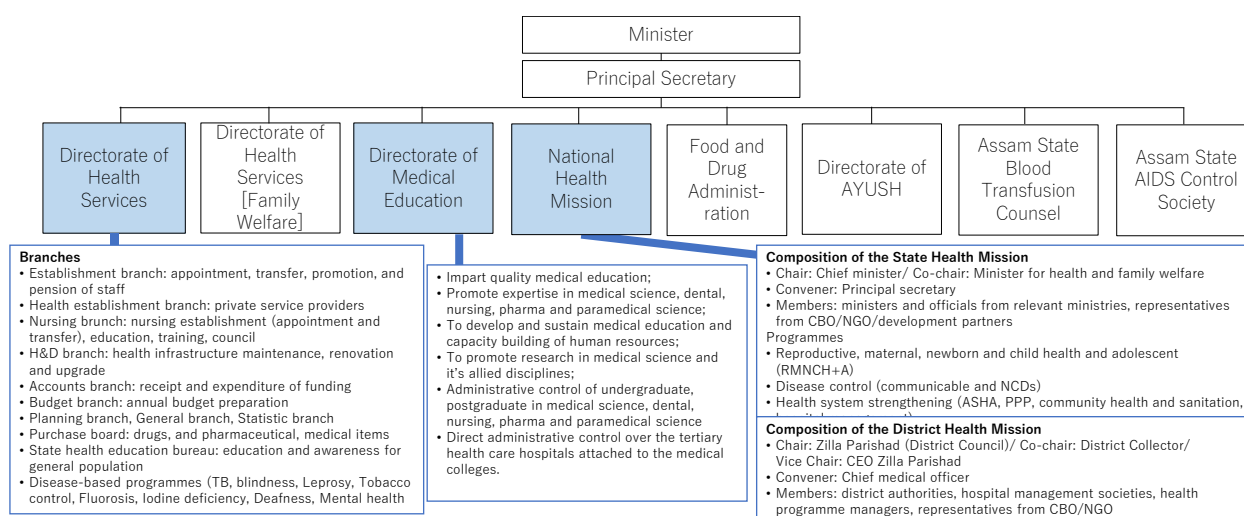 Minister
Principal Secretary
Directorate of
Health
Services
Directorate of
Health
Services
[Family
Welfare]
Directorate of
Medical
Education
National
Health
Mission
Food and
Drug
Administ-
ration
Directorate of
AYUSH
Assam State
Blood
Transfusion
Counsel
Assam State
AIDS Control
Society
Branches
• Establishment branch: appointment, transfer, promotion, and
pension of staff
• Health establishment branch: private service providers
• Nursing branch: nursing establishment (appointment and
transfer), education, training, council
• H&D branch: health infrastructure maintenance, renovation
and upgrade
• Accounts branch: receipt and expenditure of funding
• Budget branch: annual budget preparation
• Planning branch, General branch, Statistic branch
• Purchase board: drugs, and pharmaceutical, medical items
• State health education bureau: education and awareness for
general population
• Disease-based programmes (TB, blindness, Leprosy, Tobacco
control, Fluorosis, Iodine deficiency, Deafness, Mental health
• Impart quality medical education;
• Promote expertise in medical science, dental,
nursing, pharma and paramedical science;
• To develop and sustain medical education and
capacity building of human resources;
• To promote research in medical science and
it's allied disciplines;
• Administrative control of undergraduate,
postgraduate in medical science, dental,
nursing, pharma and paramedical science
• Direct administrative control over the tertiary
health care hospitals attached to the medical
colleges.
Composition of the State Health Mission
• Chair: Chief minister/ Co-chair: Minister for health and family welfare
• Convener: Principal secretary
• Members: ministers and officials from relevant ministries, representatives
from CBO/NGO/development partners
Programmes
• Reproductive, maternal, newborn and child health and adolescent
(RMNCH+A)
• Disease control (communicable and NCDs)
• Health system strengthening (ASHA, PPP, community health and sanitation,
Composition of the District Health Mission
• Chair: Zilla Parishad (District Council)/ Co-chair: District Collector/
Vice Chair: CEO Zilla Parishad
• Convener: Chief medical officer
• Members: district authorities, hospital management societies, health
programme managers, representatives from CBO/NGO